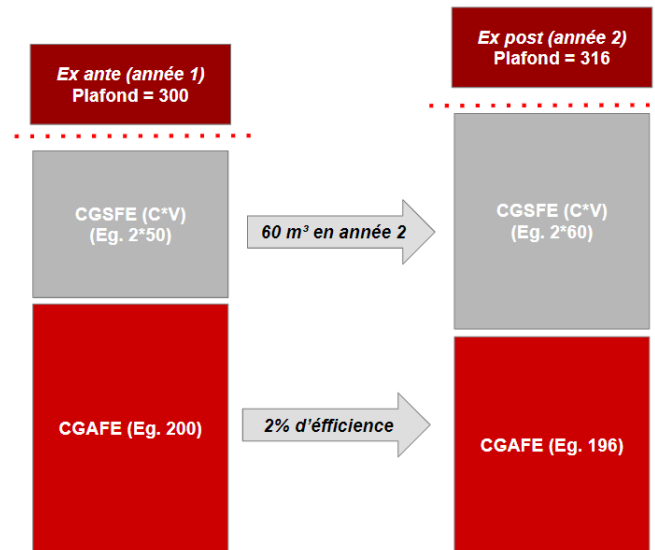 Ex ante (année 1)
Plafond = 300
Ex post (année 2)
Plafond = 316
CGSFE (C*V)
(Eg. 2*50)
60 m³ en année 2
CGSFE (C*V)
(Eg. 2*60)
CGAFE (Eg. 200)
2% d’éfficience
CGAFE (Eg. 196)